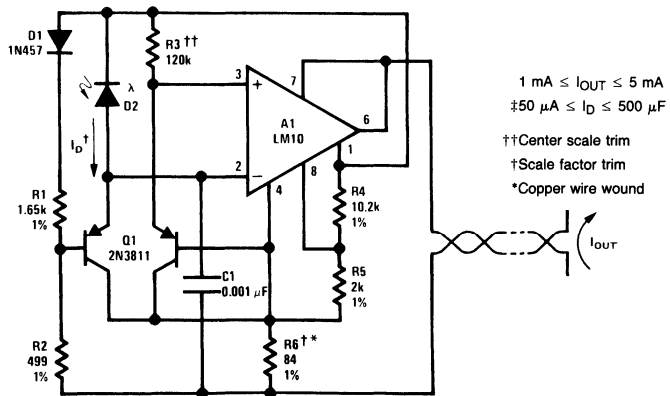 D1
1N457
R3 ††
120k
λ
D2
I_D †
3
+
7
A1
LM10
6
1
2
−
4
8
R1
1.65k
1%
Q1
2N3811
C1
0.001 μF
R4
10.2k
1%
R5
2k
1%
R2
499
1%
R6 †*
84
1%
1 mA ≤ I_OUT ≤ 5 mA
‡50 μA ≤ I_D ≤ 500 μF
††Center scale trim
†Scale factor trim
*Copper wire wound
I_OUT